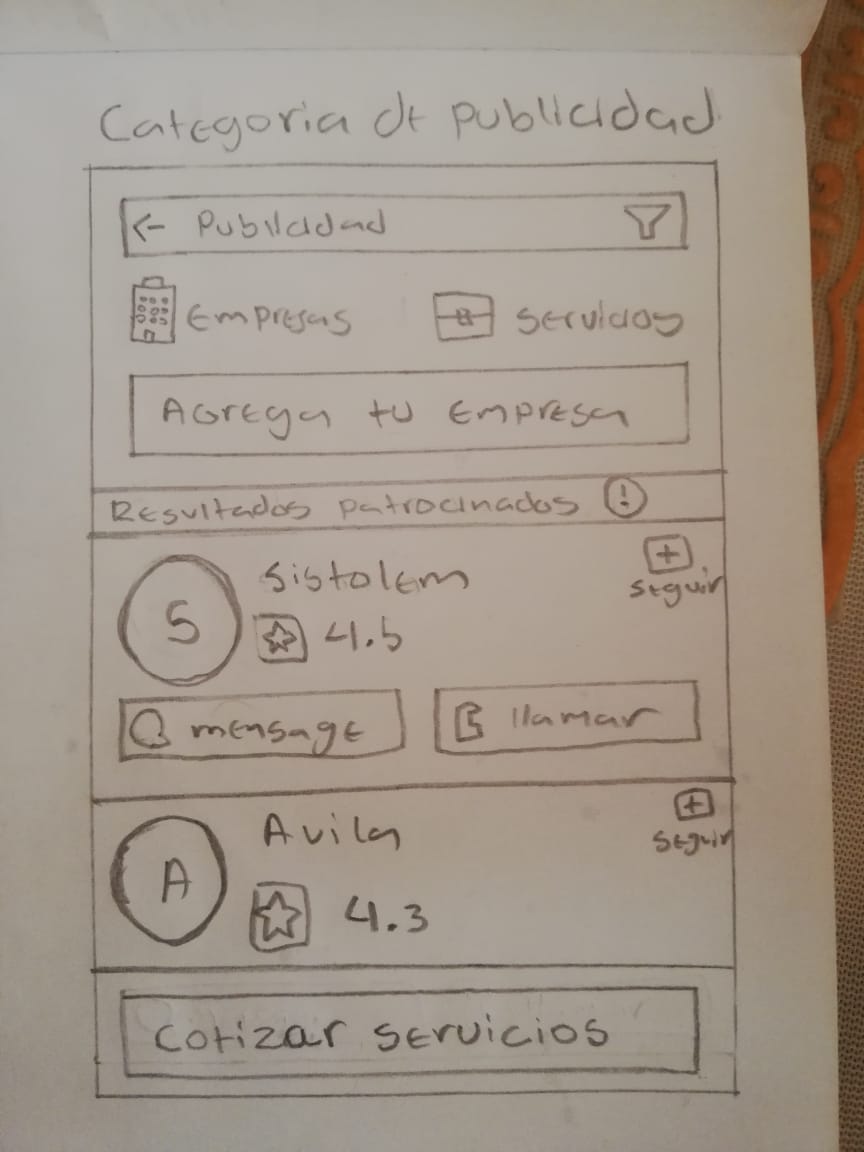 Categoria de publicidad
← Publicidad
Empresas
Servicios
Agrega tu empresa
Resultados patrocinados !
S
Sistolem
+
seguir
4.5
mensage
llamar
A
Avila
+
seguir
4.3
cotizar servicios